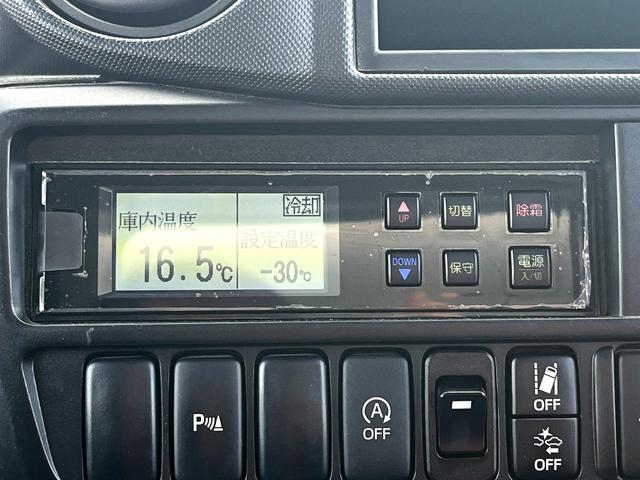 冷却
庫内温度
設定温度
16.5℃
-30℃
UP
切替
除霜
DOWN
保守
電源
入/切
P
A
OFF
OFF
OFF